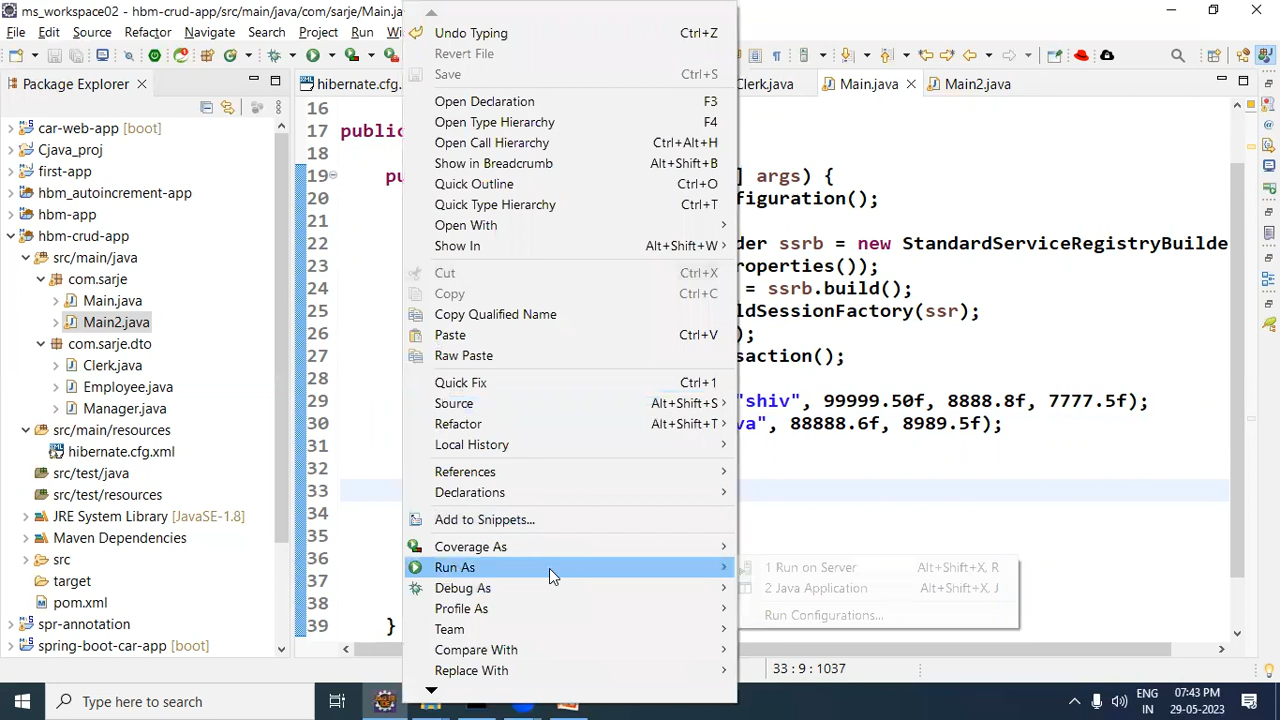 ms_workspace02 - hbm-crud-app/src/main/java/com/sarje/Main.jav
File Edit Source Refactor Navigate Search Project Run Wi
Package Explorer
hibernate.cfg.
Clerk.java
Main.java
Main2.java
car-web-app [boot]
Cjava_proj
first-app
hbm_autoincrement-app
hbm-app
hbm-crud-app
src/main/java
com.sarje
Main.java
Main2.java
com.sarje.dto
Clerk.java
Employee.java
Manager.java
src/main/resources
hibernate.cfg.xml
src/test/java
src/test/resources
JRE System Library [JavaSE-1.8]
Maven Dependencies
src
target
pom.xml
spr-annotation
spring-boot-car-app [boot]
16
17 public
18
19 pu ] args) {
20 figuration();
21
22 der ssrb = new StandardServiceRegistryBuilde
23 roperties());
24 = ssrb.build();
25 ldSessionFactory(ssr);
26 );
27 saction();
28
29 "shiv", 99999.50f, 8888.8f, 7777.5f);
30 va", 88888.6f, 8989.5f);
31
32
33
34
35
36
37
38
39 }
Undo Typing Ctrl+Z
Revert File
Save Ctrl+S
Open Declaration F3
Open Type Hierarchy F4
Open Call Hierarchy Ctrl+Alt+H
Show in Breadcrumb Alt+Shift+B
Quick Outline Ctrl+O
Quick Type Hierarchy Ctrl+T
Open With
Show In Alt+Shift+W
Cut Ctrl+X
Copy Ctrl+C
Copy Qualified Name
Paste Ctrl+V
Raw Paste
Quick Fix Ctrl+1
Source Alt+Shift+S
Refactor Alt+Shift+T
Local History
References
Declarations
Add to Snippets...
Coverage As
Run As
Debug As
Profile As
Team
Compare With
Replace With
1 Run on Server Alt+Shift+X, R
2 Java Application Alt+Shift+X, J
Run Configurations...
33 : 9 : 1037
Type here to search
ENG
IN
07:43 PM
29-05-2023